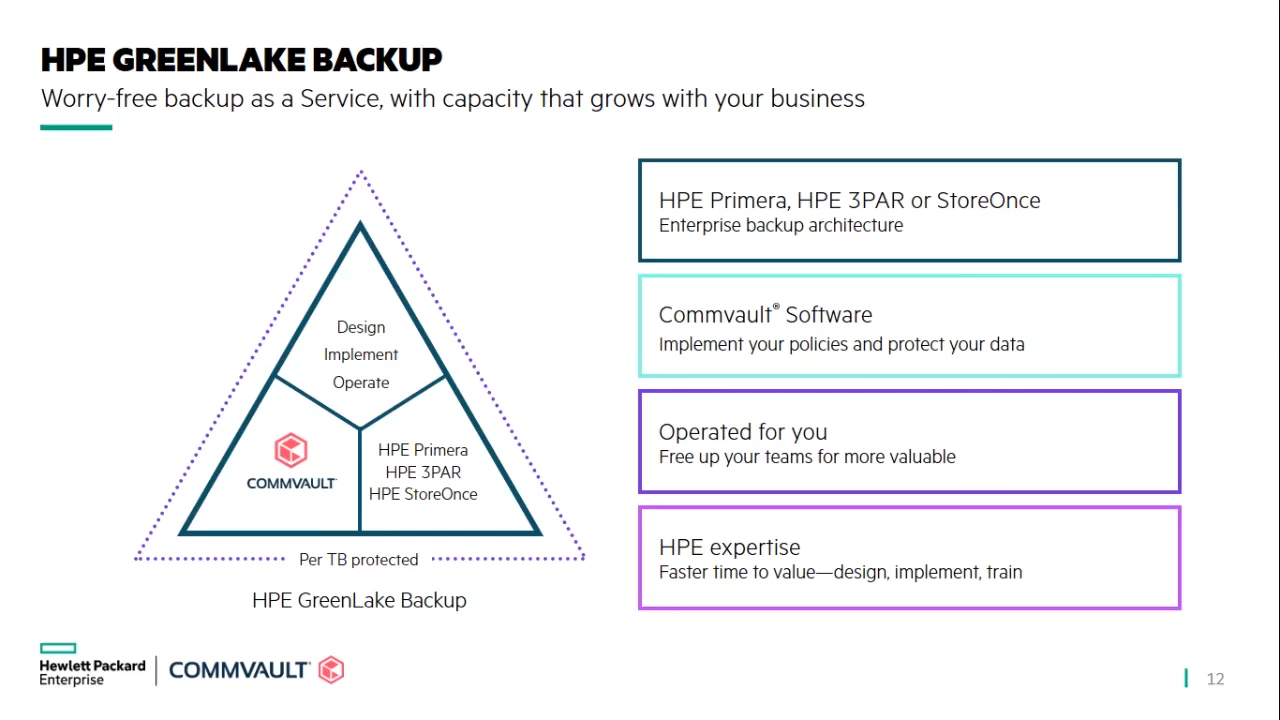 HPE GREENLAKE BACKUP
Worry-free backup as a Service, with capacity that grows with your business
Design
Implement
Operate
COMMVAULT
HPE Primera
HPE 3PAR
HPE StoreOnce
Per TB protected
HPE GreenLake Backup
HPE Primera, HPE 3PAR or StoreOnce
Enterprise backup architecture
Commvault® Software
Implement your policies and protect your data
Operated for you
Free up your teams for more valuable
HPE expertise
Faster time to value—design, implement, train
Hewlett Packard
Enterprise
COMMVAULT
12